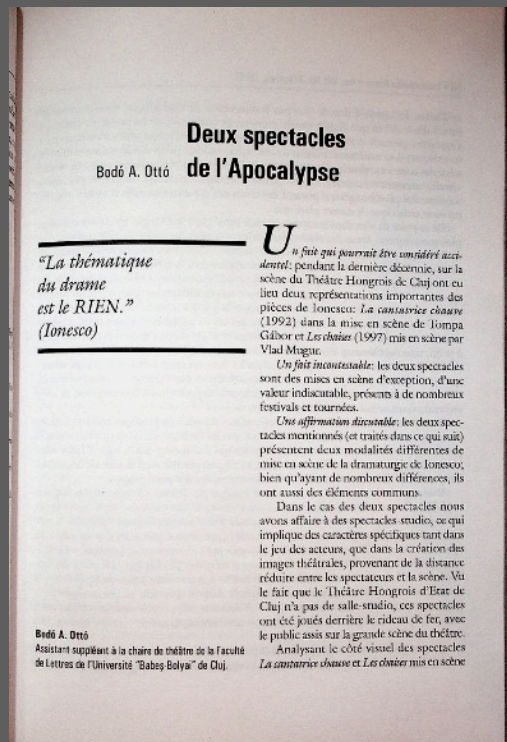 Deux spectacles
Bodó A. Ottó de l'Apocalypse
"La thématique
du drame
est le RIEN."
(Ionesco)
Un fait qui pourrait être considéré acci-
dentel: pendant la dernière décennie, sur la
scène du Théâtre Hongrois de Cluj ont eu
lieu deux représentations importantes des
pièces de Ionesco: La cantatrice chauve
(1992) dans la mise en scène de Tompa
Gábor et Les chaises (1997) mis en scène par
Vlad Mugur.
Un fait incontestable: les deux spectacles
sont des mises en scène d'exception, d'une
valeur indiscutable, présents à de nombreux
festivals et tournées.
Une affirmation discutable: les deux spec-
tacles mentionnés (et traités dans ce qui suit)
présentent deux modalités différentes de
mise en scène de la dramaturgie de Ionesco;
bien qu'ayant de nombreux différences, ils
ont aussi des éléments communs.
Dans le cas des deux spectacles nous
avons affaire à des spectacles-studio, ce qui
implique des caractères spécifiques tant dans
le jeu des acteurs, que dans la création des
images théâtrales, provenant de la distance
réduite entre les spectateurs et la scène. Vu
le fait que le Théâtre Hongrois d'Etat de
Cluj n'a pas de salle-studio, ces spectacles
ont été joués derrière le rideau de fer, avec
le public assis sur la grande scène du théâtre.
Analysant le côté visuel des spectacles
La cantatrice chauve et Les chaises mis en scène
Bodó A. Ottó
Assistant suppléant à la chaire de théâtre de la Faculté
de Lettres de l'Université "Babeş-Bolyai" de Cluj.